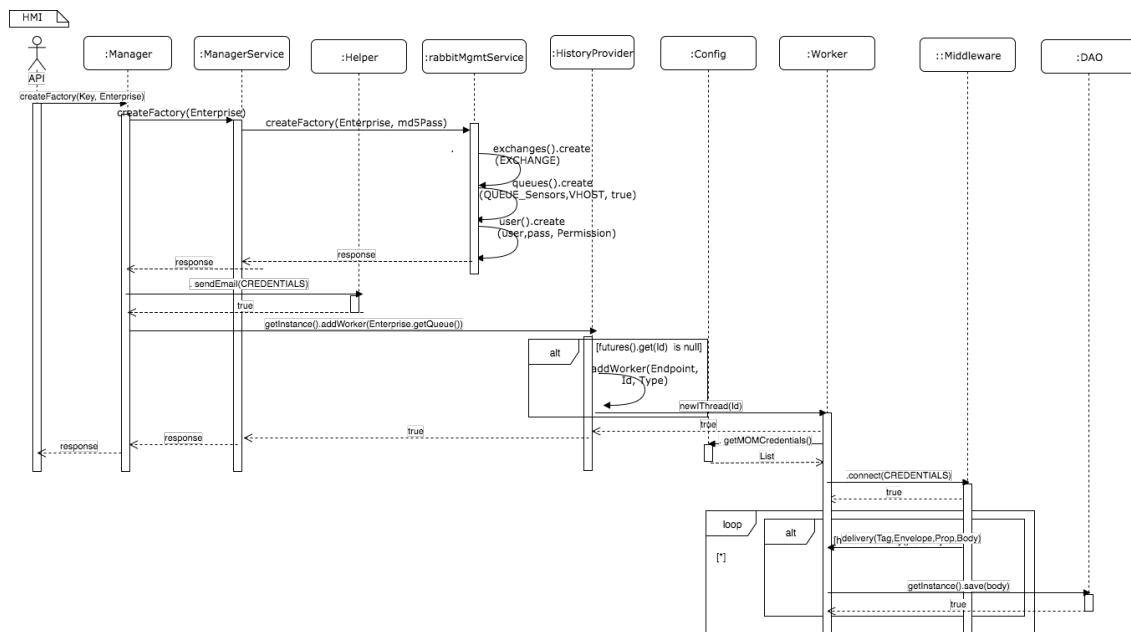 HMI
API
:Manager
:ManagerService
:Helper
:rabbitMgmtService
:HistoryProvider
:Config
:Worker
::Middleware
:DAO
createFactory(Key, Enterprise)
createFactory(Enterprise)
createFactory(Enterprise, md5Pass)
exchanges().create
(EXCHANGE)
queues().create
(QUEUE_Sensors,VHOST, true)
user().create
(user,pass, Permission)
response
response
. sendEmail(CREDENTIALS)
true
getInstance().addWorker(Enterprise.getQueue())
alt
[futures().get(Id) is null]
addWorker(Endpoint,
Id, Type)
newIThread(Id)
true
true
response
response
getMOMCredentials()
List
.connect(CREDENTIALS)
true
loop
[*]
alt
delivery(Tag,Envelope,Prop,Body)
getInstance().save(body)
true